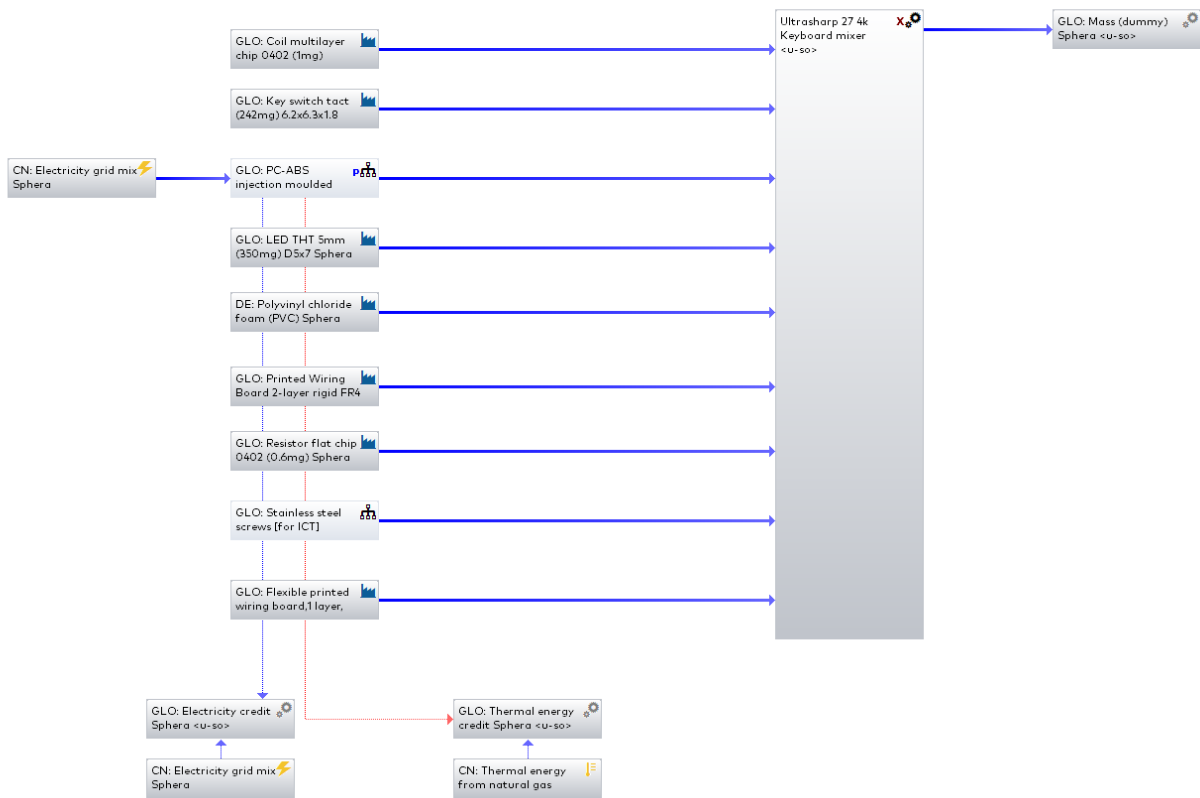 GLO: Coil multilayer
chip 0402 (1mg)
Ultrasharp 27 4k
Keyboard mixer
<u-so>
X
GLO: Mass (dummy)
Sphera <u-so>
GLO: Key switch tact
(242mg) 6.2x6.3x1.8
CN: Electricity grid mix
Sphera
GLO: PC-ABS
injection moulded
P
GLO: LED THT 5mm
(350mg) D5x7 Sphera
DE: Polyvinyl chloride
foam (PVC) Sphera
GLO: Printed Wiring
Board 2-layer rigid FR4
GLO: Resistor flat chip
0402 (0.6mg) Sphera
GLO: Stainless steel
screws [for ICT]
GLO: Flexible printed
wiring board,1 layer,
GLO: Electricity credit
Sphera <u-so>
GLO: Thermal energy
credit Sphera <u-so>
CN: Electricity grid mix
Sphera
CN: Thermal energy
from natural gas